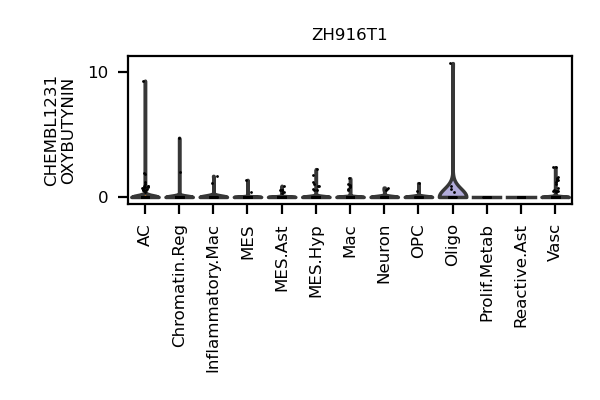 ZH916T1
CHEMBL1231
OXYBUTYNIN
10
0
AC
Chromatin.Reg
Inflammatory.Mac
MES
MES.Ast
MES.Hyp
Mac
Neuron
OPC
Oligo
Prolif.Metab
Reactive.Ast
Vasc